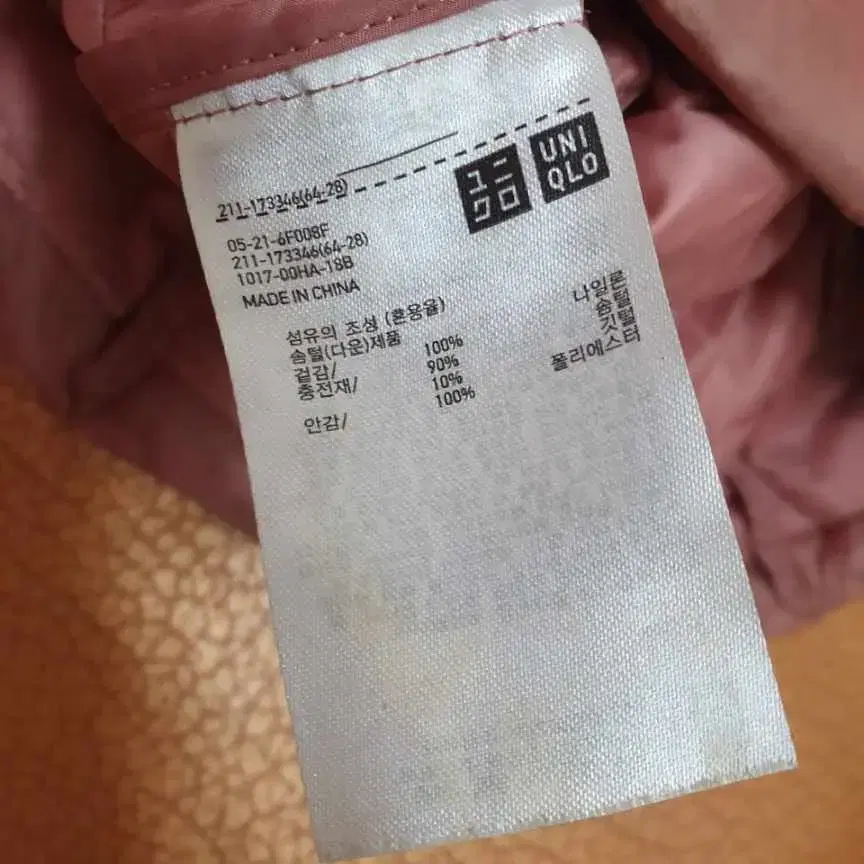 211-173346(64-28)
ユニ
クロ
UNI
QLO
05-21-6F008F
211-173346(64-28)
1017-00HA-18B
MADE IN CHINA
섬유의 조성 (혼용율)
솜털(다운)제품
겉감/ 100% 나일론
충전재/ 90% 솜털
10% 깃털
안감/ 100% 폴리에스터